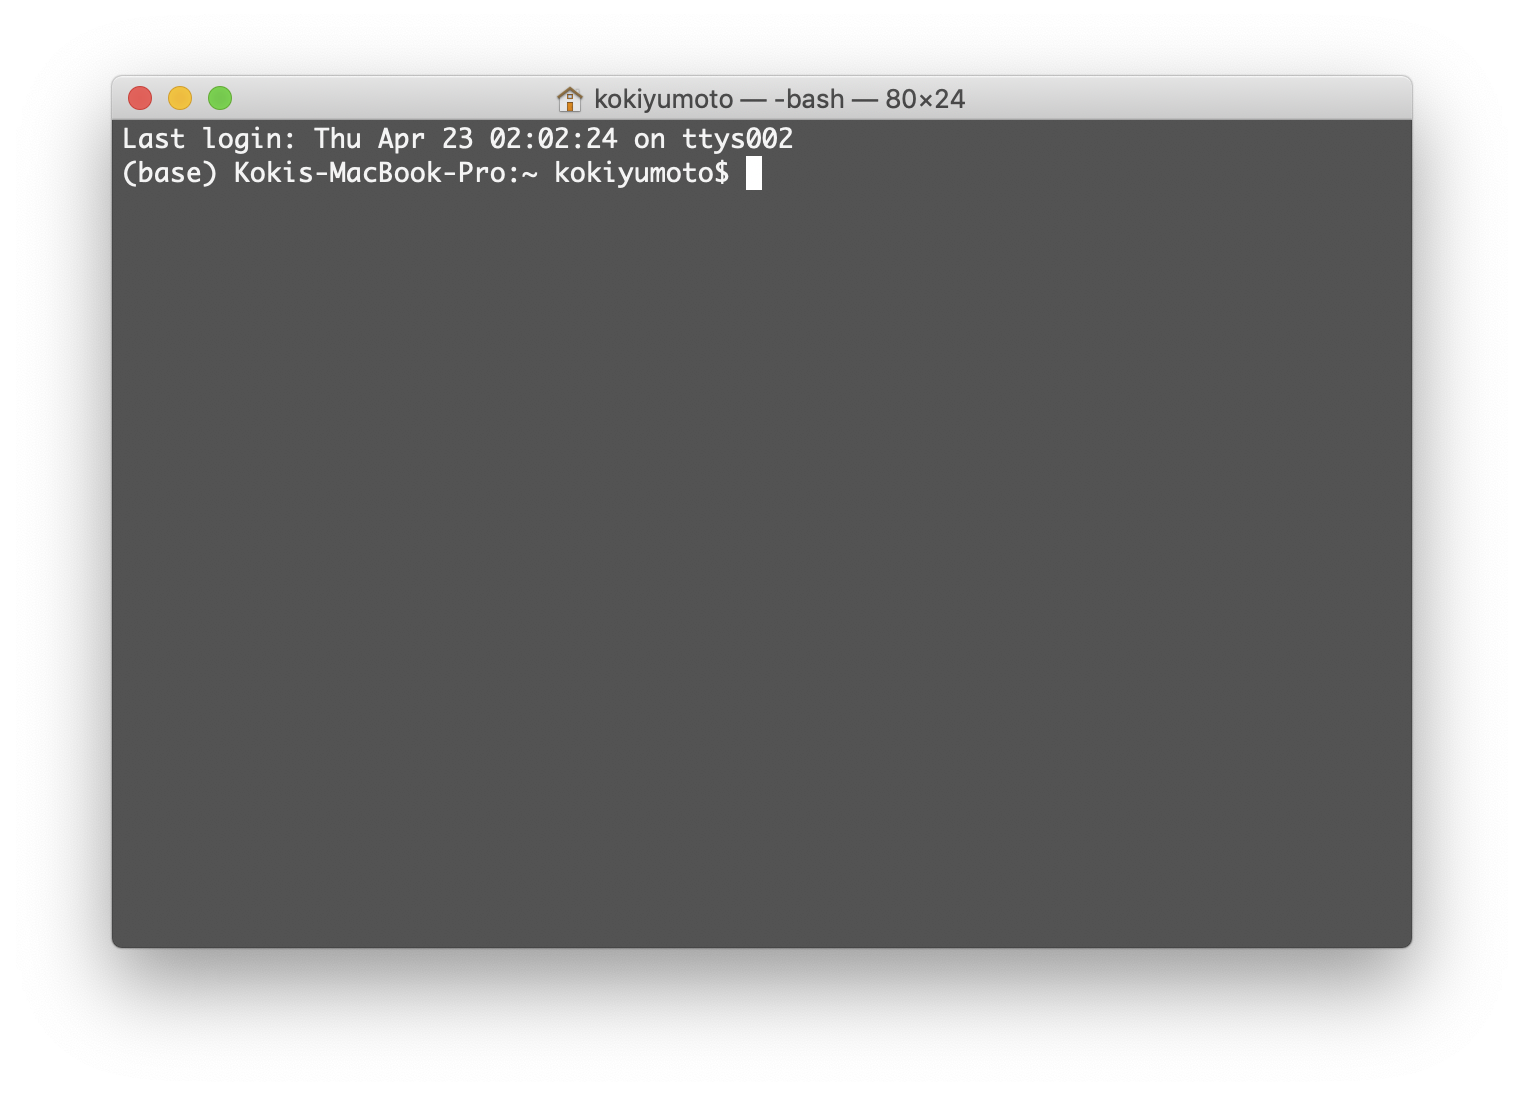 kokiyumoto — -bash — 80×24
Last login: Thu Apr 23 02:02:24 on ttys002
(base) Kokis-MacBook-Pro:~ kokiyumoto$